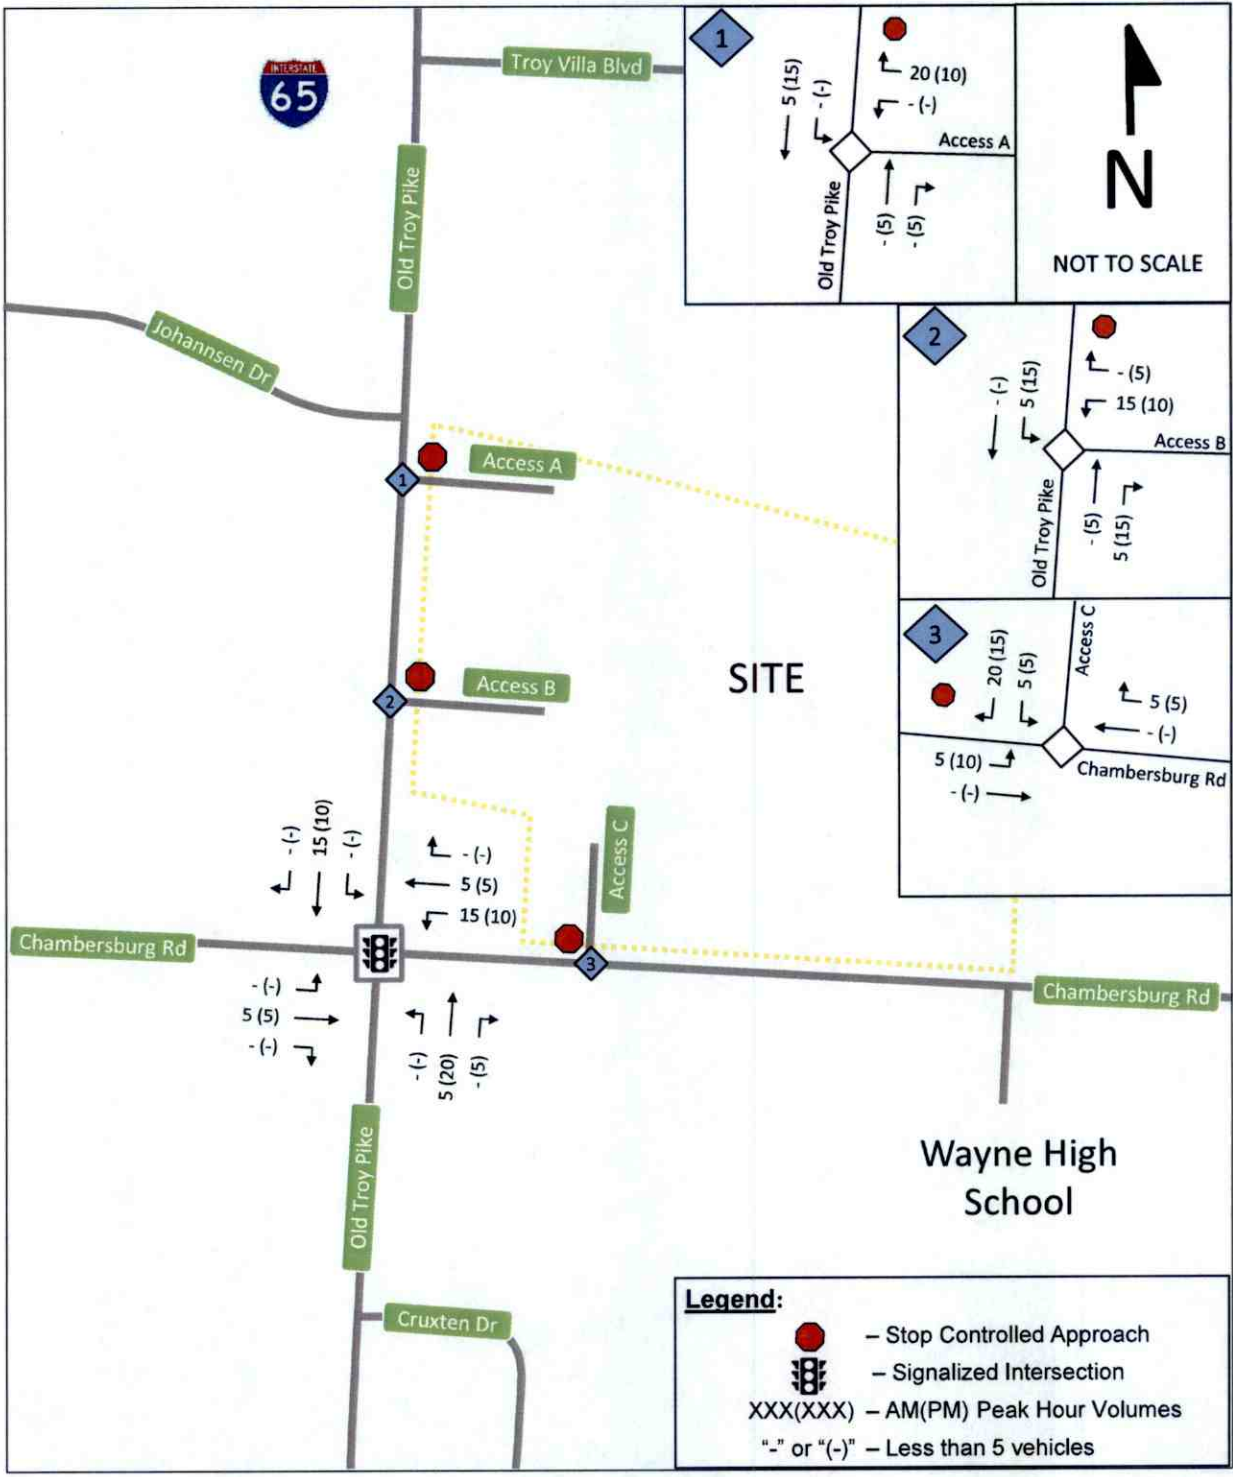 INTERSTATE
65
Troy Villa Blvd
Old Troy Pike
Johannsen Dr
1
Access A
2
Access B
SITE
Access C
- (-)
15 (10)
- (-)
- (-)
5 (5)
15 (10)
Chambersburg Rd
3
Chambersburg Rd
- (-)
5 (5)
- (-)
- (-)
5 (20)
- (5)
Old Troy Pike
Cruxten Dr
Wayne High
School
1
5 (15)
- (-)
20 (10)
- (-)
Access A
Old Troy Pike
- (5)
- (5)
N
NOT TO SCALE
2
- (-)
5 (15)
- (5)
15 (10)
Access B
Old Troy Pike
- (5)
5 (15)
3
20 (15)
5 (5)
Access C
5 (5)
- (-)
5 (10)
- (-)
Chambersburg Rd
Legend:
– Stop Controlled Approach
– Signalized Intersection
XXX(XXX) – AM(PM) Peak Hour Volumes
"-" or "(-)" – Less than 5 vehicles